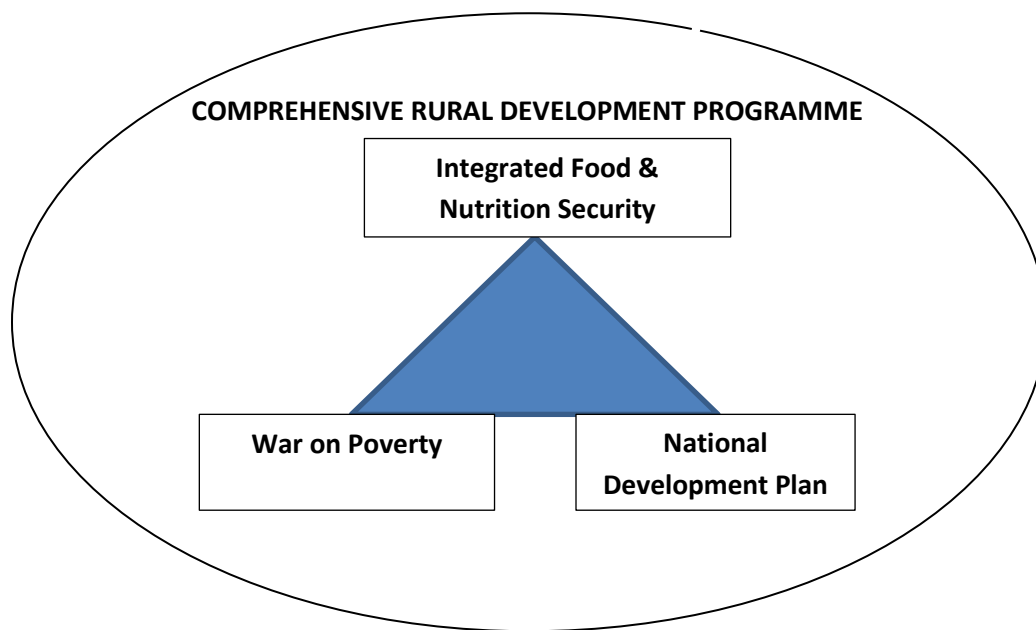 COMPREHENSIVE RURAL DEVELOPMENT PROGRAMME
Integrated Food &
Nutrition Security
War on Poverty
National
Development Plan